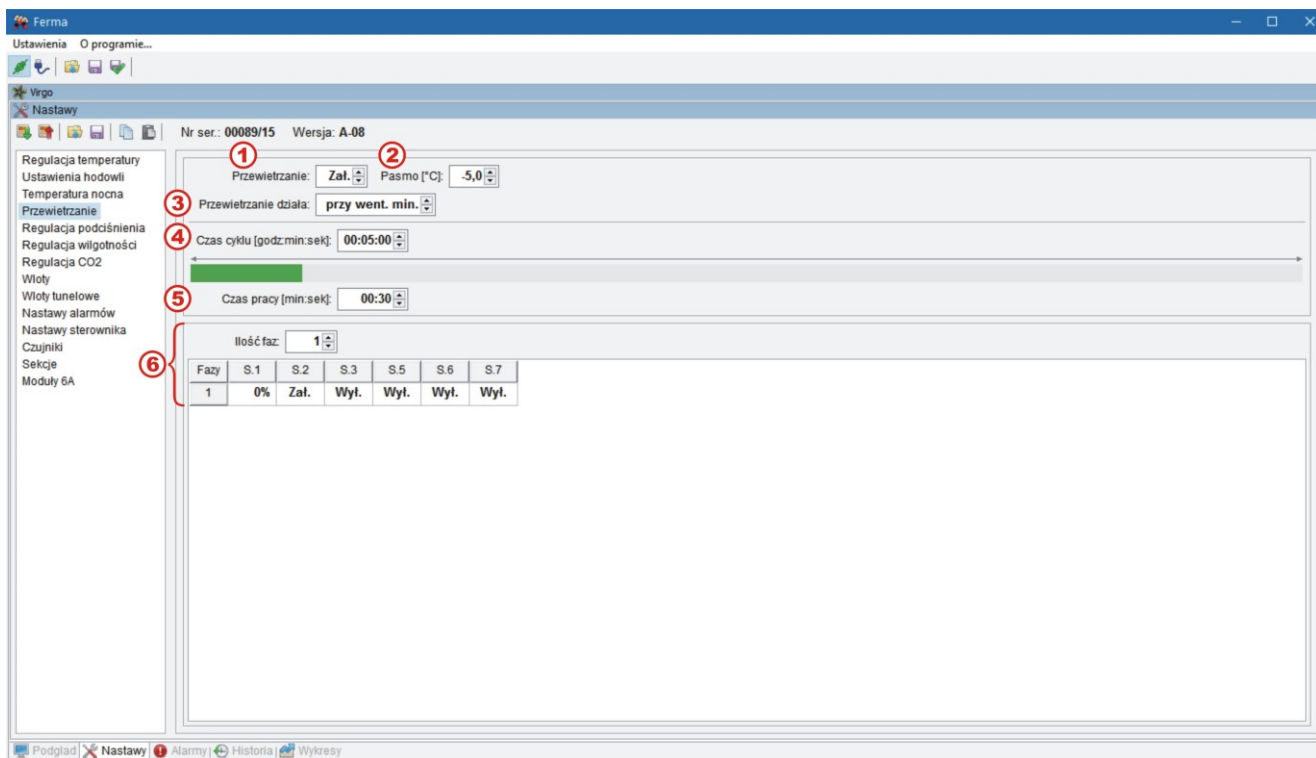 Ferma
Ustawienia O programie...
Virgo
Nastawy
Nr ser.: 00089/15 Wersja: A-08
Regulacja temperatury
Ustawienia hodowli
Temperatura nocna
Przewietrzanie
Regulacja podciśnienia
Regulacja wilgotności
Regulacja CO2
Wloty
Wloty tunelowe
Nastawy alarmów
Nastawy sterownika
Czujniki
Sekcje
Moduły 6A
1 2
Przewietrzanie: Zał. Pasmo [°C]: -5,0
3 Przewietrzanie działa: przy went. min.
4 Czas cyklu [godz:min:sek]: 00:05:00
5 Czas pracy [min:sek]: 00:30
6
Ilość faz: 1
Fazy S.1 S.2 S.3 S.5 S.6 S.7
1 0% Zał. Wył. Wył. Wył. Wył.
Podgląd Nastawy Alarmy Historia Wykresy